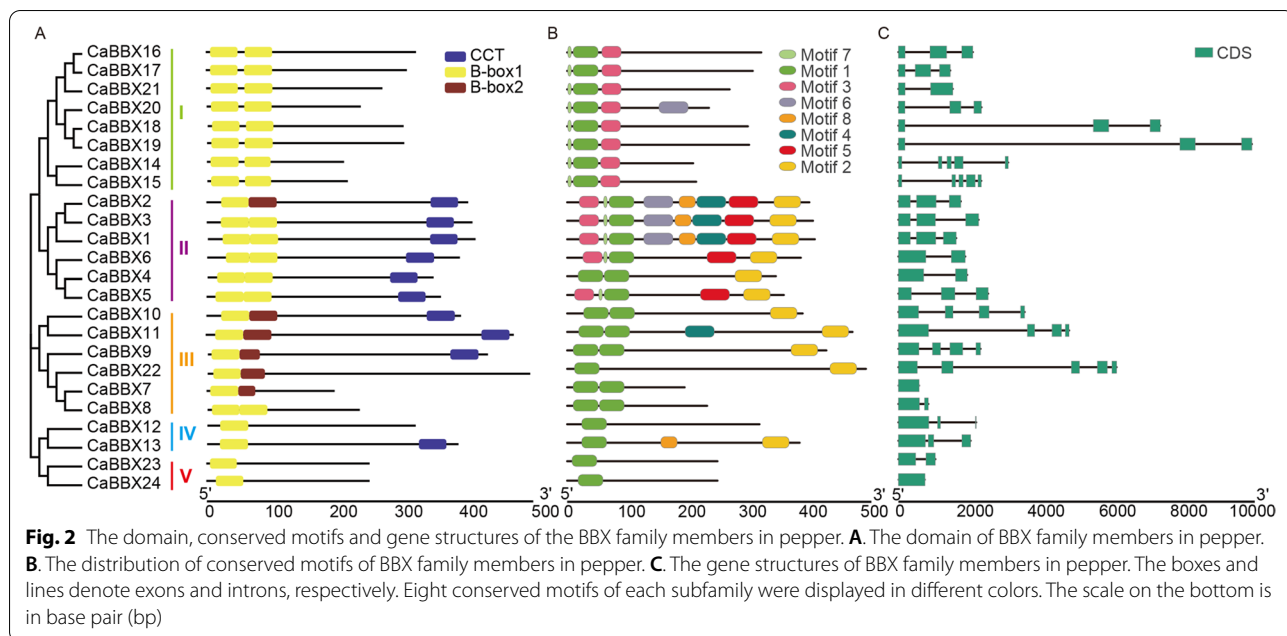 A
CaBBX16
CaBBX17
CaBBX21
CaBBX20
CaBBX18
CaBBX19
CaBBX14
CaBBX15
CaBBX2
CaBBX3
CaBBX1
CaBBX6
CaBBX4
CaBBX5
CaBBX10
CaBBX11
CaBBX9
CaBBX22
CaBBX7
CaBBX8
CaBBX12
CaBBX13
CaBBX23
CaBBX24
I
II
III
IV
V
CCT
B-box1
B-box2
5' 3'
0 100 200 300 400 500
B
Motif 7
Motif 1
Motif 3
Motif 6
Motif 8
Motif 4
Motif 5
Motif 2
5' 3'
0 100 200 300 400 500
C
CDS
5' 3'
0 2000 4000 6000 8000 10000
Fig. 2 The domain, conserved motifs and gene structures of the BBX family members in pepper. A. The domain of BBX family members in pepper.
B. The distribution of conserved motifs of BBX family members in pepper. C. The gene structures of BBX family members in pepper. The boxes and
lines denote exons and introns, respectively. Eight conserved motifs of each subfamily were displayed in different colors. The scale on the bottom is
in base pair (bp)